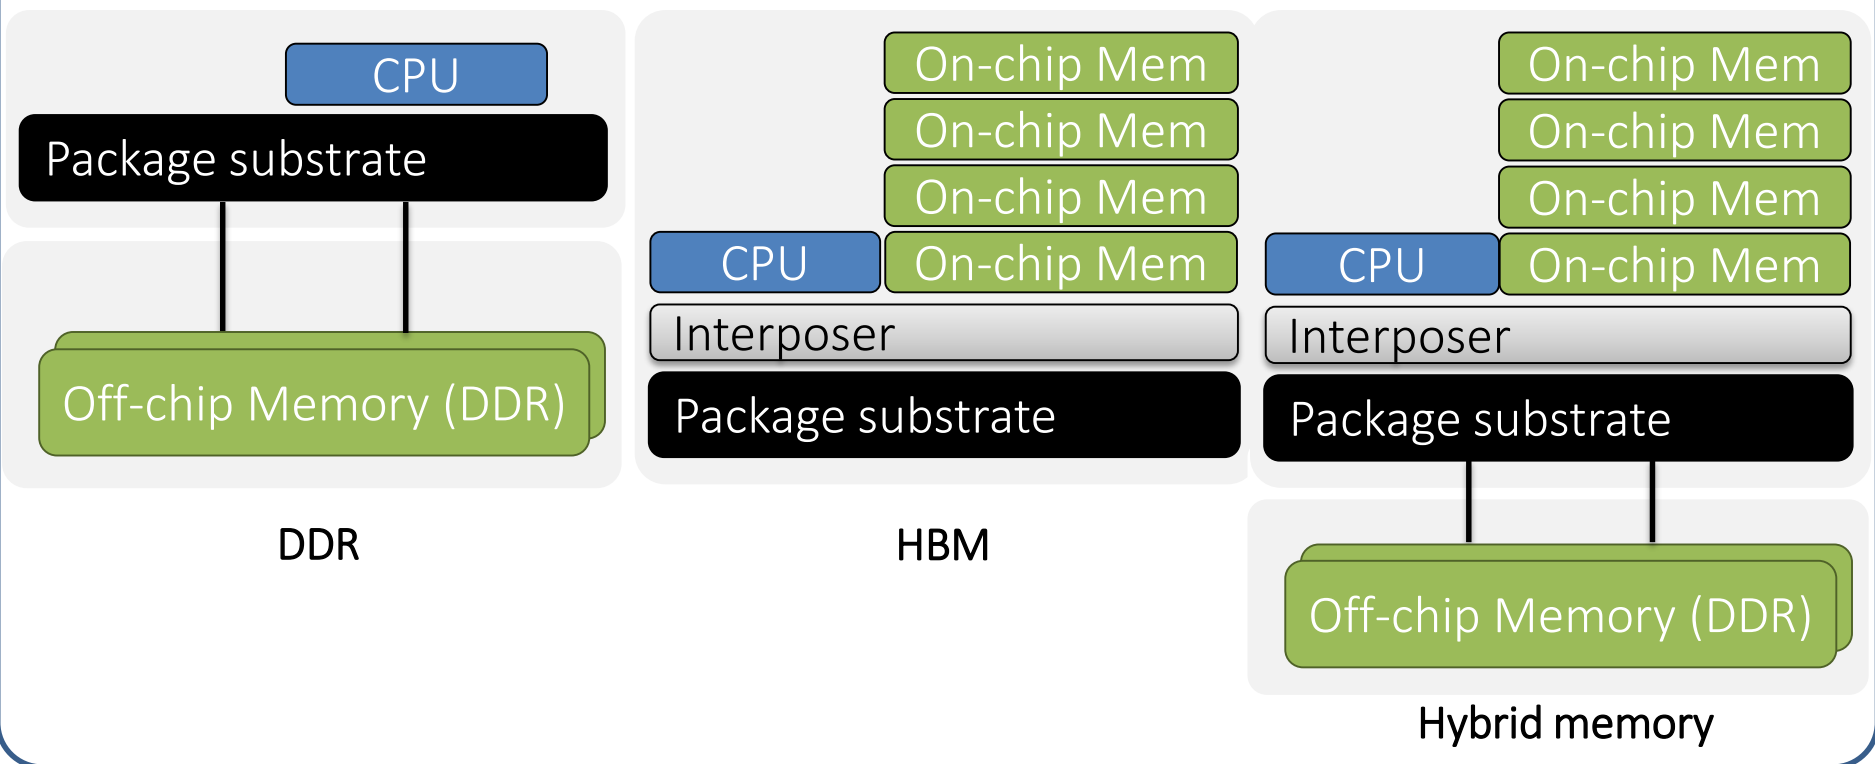 CPU
Package substrate
Off-chip Memory (DDR)
DDR
On-chip Mem
On-chip Mem
On-chip Mem
CPU
On-chip Mem
Interposer
Package substrate
HBM
On-chip Mem
On-chip Mem
On-chip Mem
CPU
On-chip Mem
Interposer
Package substrate
Off-chip Memory (DDR)
Hybrid memory